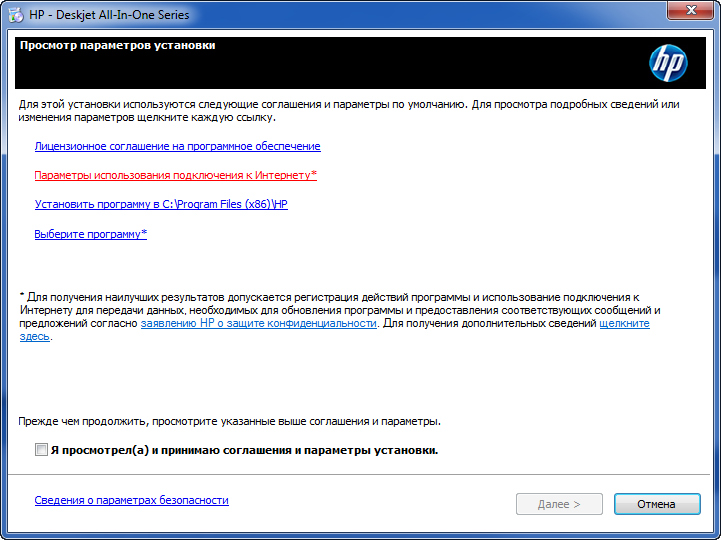 HP - Deskjet All-In-One Series
Просмотр параметров установки
hp
Для этой установки используются следующие соглашения и параметры по умолчанию. Для просмотра подробных сведений или
изменения параметров щелкните каждую ссылку.
Лицензионное соглашение на программное обеспечение
Параметры использования подключения к Интернету*
Установить программу в C:\Program Files (x86)\HP
Выберите программу*
* Для получения наилучших результатов допускается регистрация действий программы и использование подключения к
Интернету для передачи данных, необходимых для обновления программы и предоставления соответствующих сообщений и
предложений согласно заявлению HP о защите конфиденциальности. Для получения дополнительных сведений щелкните
здесь.
Прежде чем продолжить, просмотрите указанные выше соглашения и параметры.
Я просмотрел(а) и принимаю соглашения и параметры установки.
Сведения о параметрах безопасности
Далее >
Отмена